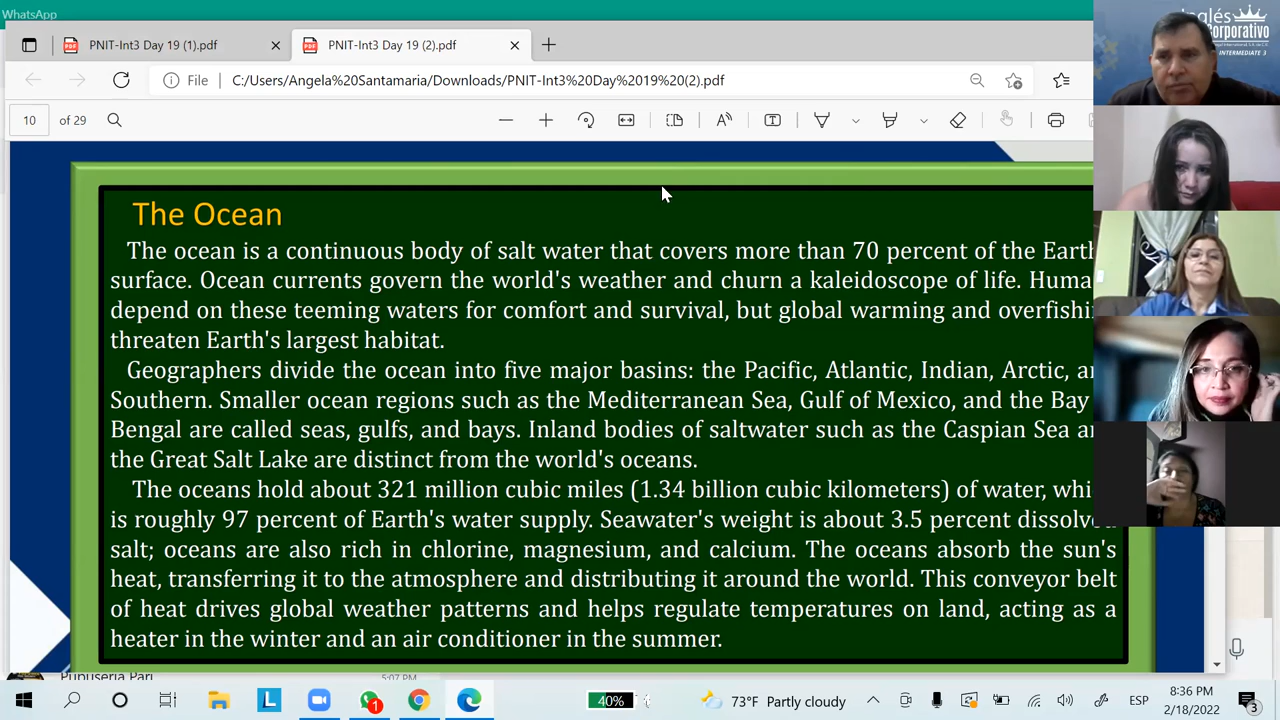 WhatsApp
PNIT-Int3 Day 19 (1).pdf
PNIT-Int3 Day 19 (2).pdf
File
C:/Users/Angela%20Santamaria/Downloads/PNIT-Int3%20Day%2019%20(2).pdf
10 of 29
Inglés
Corporativo
INTERMEDIATE 3
The Ocean
The ocean is a continuous body of salt water that covers more than 70 percent of the Earth
surface. Ocean currents govern the world's weather and churn a kaleidoscope of life. Huma
depend on these teeming waters for comfort and survival, but global warming and overfishi
threaten Earth's largest habitat.
Geographers divide the ocean into five major basins: the Pacific, Atlantic, Indian, Arctic, a
Southern. Smaller ocean regions such as the Mediterranean Sea, Gulf of Mexico, and the Bay
Bengal are called seas, gulfs, and bays. Inland bodies of saltwater such as the Caspian Sea a
the Great Salt Lake are distinct from the world's oceans.
The oceans hold about 321 million cubic miles (1.34 billion cubic kilometers) of water, whi
is roughly 97 percent of Earth's water supply. Seawater's weight is about 3.5 percent dissolved
salt; oceans are also rich in chlorine, magnesium, and calcium. The oceans absorb the sun's
heat, transferring it to the atmosphere and distributing it around the world. This conveyor belt
of heat drives global weather patterns and helps regulate temperatures on land, acting as a
heater in the winter and an air conditioner in the summer.
Pupuseria Pari
5:07 PM
40%
73°F Partly cloudy
ESP
8:36 PM
2/18/2022
1
3